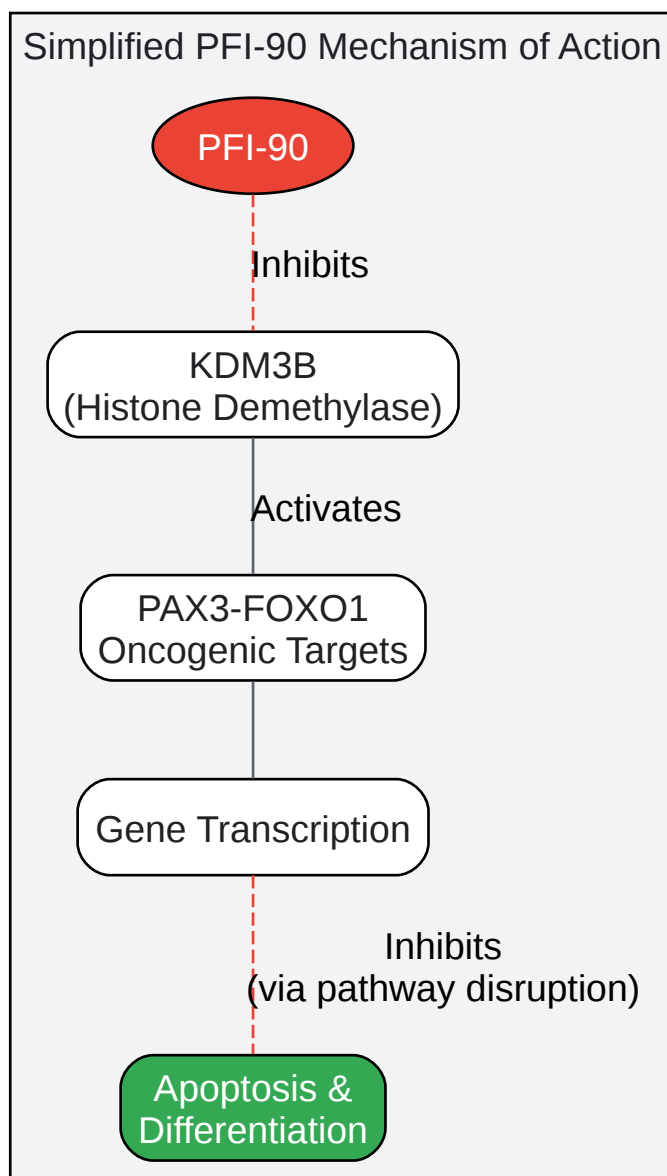 Simplified PFI-90 Mechanism of Action
PFI-90
Inhibits
KDM3B
(Histone Demethylase)
Activates
PAX3-FOXO1
Oncogenic Targets
Gene Transcription
Inhibits
(via pathway disruption)
Apoptosis &
Differentiation